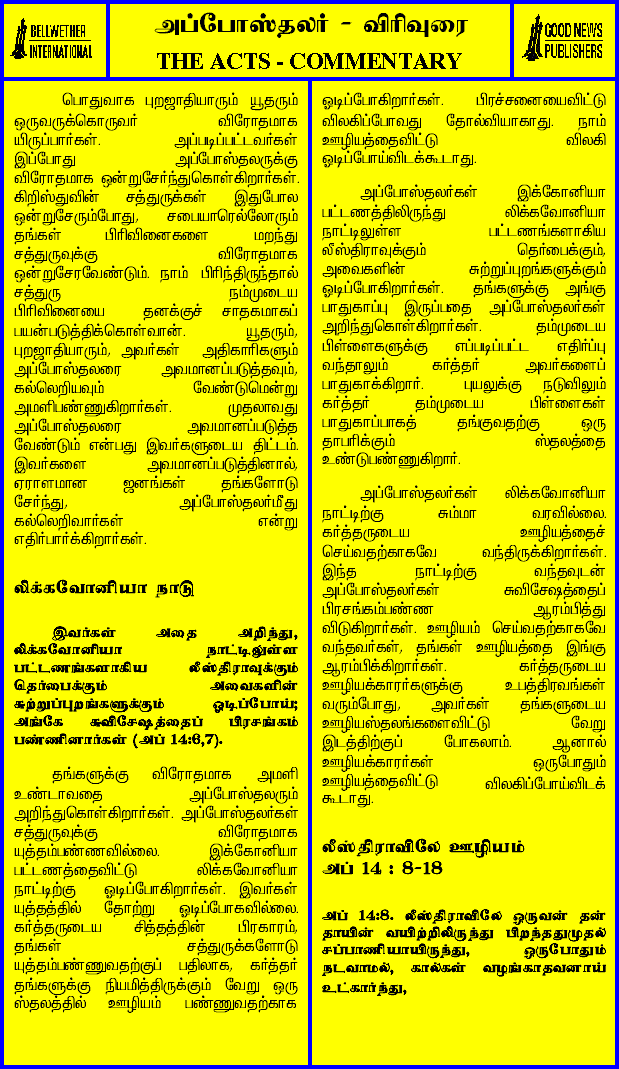 BELLWETHER
INTERNATIONAL
அப்போஸ்தலர் - விரிவுரை
THE ACTS - COMMENTARY
GOOD NEWS
PUBLISHERS
பொதுவாக புறஜாதியாரும் யூதரும்
ஒருவருக்கொருவர் விரோதமாக
யிருப்பார்கள். அப்படிப்பட்டவர்கள்
இப்போது அப்போஸ்தலருக்கு
விரோதமாக ஒன்றுசேர்ந்துகொள்கிறார்கள்.
கிறிஸ்துவின் சத்துருக்கள் இதுபோல
ஒன்றுசேரும்போது, சபையாரெல்லோரும்
தங்கள் பிரிவினைகளை மறந்து
சத்துருவுக்கு விரோதமாக
ஒன்றுசேரவேண்டும். நாம் பிரிந்திருந்தால்
சத்துரு நம்முடைய
பிரிவினையை தனக்குச் சாதகமாகப்
பயன்படுத்திக்கொள்வான். யூதரும்,
புறஜாதியாரும், அவர்கள் அதிகாரிகளும்
அப்போஸ்தலரை அவமானப்படுத்தவும்,
கல்லெறியவும் வேண்டுமென்று
அமளிபண்ணுகிறார்கள். முதலாவது
அப்போஸ்தலரை அவமானப்படுத்த
வேண்டும் என்பது இவர்களுடைய திட்டம்.
இவர்களை அவமானப்படுத்தினால்,
ஏராளமான ஜனங்கள் தங்களோடு
சேர்ந்து, அப்போஸ்தலர்மீது
கல்லெறிவார்கள் என்று
எதிர்பார்க்கிறார்கள்.
லிக்கவோனியா நாடு
இவர்கள் அதை அறிந்து,
லிக்கவோனியா நாட்டிலுள்ள
பட்டணங்களாகிய லீஸ்திராவுக்கும்
தெர்பைக்கும் அவைகளின்
சுற்றுப்புறங்களுக்கும் ஓடிப்போய்;
அங்கே சுவிசேஷத்தைப் பிரசங்கம்
பண்ணினார்கள் (அப் 14:6,7).
தங்களுக்கு விரோதமாக அமளி
உண்டாவதை அப்போஸ்தலரும்
அறிந்துகொள்கிறார்கள். அப்போஸ்தலர்கள்
சத்துருவுக்கு விரோதமாக
யுத்தம்பண்ணவில்லை. இக்கோனியா
பட்டணத்தைவிட்டு லிக்கவோனியா
நாட்டிற்கு ஓடிப்போகிறார்கள். இவர்கள்
யுத்தத்தில் தோற்று ஓடிப்போகவில்லை.
கர்த்தருடைய சித்தத்தின் பிரகாரம்,
தங்கள் சத்துருக்களோடு
யுத்தம்பண்ணுவதற்குப் பதிலாக, கர்த்தர்
தங்களுக்கு நியமித்திருக்கும் வேறு ஒரு
ஸ்தலத்தில் ஊழியம் பண்ணுவதற்காக
ஓடிப்போகிறார்கள். பிரச்சனையைவிட்டு
விலகிப்போவது தோல்வியாகாது. நாம்
ஊழியத்தைவிட்டு விலகி
ஓடிப்போய்விடக்கூடாது.
அப்போஸ்தலர்கள் இக்கோனியா
பட்டணத்திலிருந்து லிக்கவோனியா
நாட்டிலுள்ள பட்டணங்களாகிய
லீஸ்திராவுக்கும் தெர்பைக்கும்,
அவைகளின் சுற்றுப்புறங்களுக்கும்
ஓடிப்போகிறார்கள். தங்களுக்கு அங்கு
பாதுகாப்பு இருப்பதை அப்போஸ்தலர்கள்
அறிந்துகொள்கிறார்கள். தம்முடைய
பிள்ளைகளுக்கு எப்படிப்பட்ட எதிர்ப்பு
வந்தாலும் கர்த்தர் அவர்களைப்
பாதுகாக்கிறார். புயலுக்கு நடுவிலும்
கர்த்தர் தம்முடைய பிள்ளைகள்
பாதுகாப்பாகத் தங்குவதற்கு ஒரு
தாபரிக்கும் ஸ்தலத்தை
உண்டுபண்ணுகிறார்.
அப்போஸ்தலர்கள் லிக்கவோனியா
நாட்டிற்கு சும்மா வரவில்லை.
கர்த்தருடைய ஊழியத்தைச்
செய்வதற்காகவே வந்திருக்கிறார்கள்.
இந்த நாட்டிற்கு வந்தவுடன்
அப்போஸ்தலர்கள் சுவிசேஷத்தைப்
பிரசங்கம்பண்ண ஆரம்பித்து
விடுகிறார்கள். ஊழியம் செய்வதற்காகவே
வந்தவர்கள், தங்கள் ஊழியத்தை இங்கு
ஆரம்பிக்கிறார்கள். கர்த்தருடைய
ஊழியக்காரர்களுக்கு உபத்திரவங்கள்
வரும்போது, அவர்கள் தங்களுடைய
ஊழியஸ்தலங்களைவிட்டு வேறு
இடத்திற்குப் போகலாம். ஆனால்
ஊழியக்காரர்கள் ஒருபோதும்
ஊழியத்தைவிட்டு விலகிப்போய்விடக்
கூடாது.
லீஸ்திராவிலே ஊழியம்
அப் 14 : 8-18
அப் 14:8. லீஸ்திராவிலே ஒருவன் தன்
தாயின் வயிற்றிலிருந்து பிறந்ததுமுதல்
சப்பாணியாயிருந்து, ஒருபோதும்
நடவாமல், கால்கள் வழங்காதவனாய்
உட்கார்ந்து,